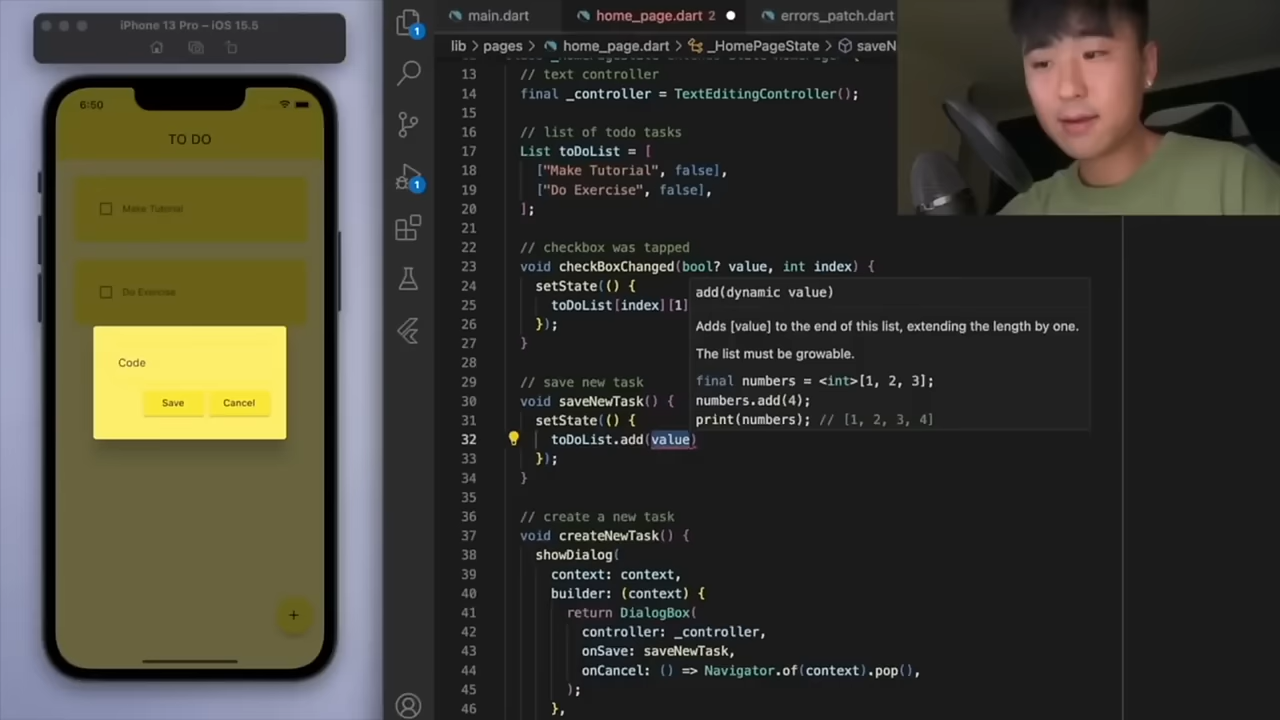 iPhone 13 Pro – iOS 15.5
6:50
TO DO
Make Tutorial
Do Exercise
Code
Save Cancel
+
1
1
main.dart home_page.dart 2 errors_patch.dart
lib > pages > home_page.dart > _HomePageState > saveN
13 // text controller
14 final _controller = TextEditingController();
15
16 // list of todo tasks
17 List toDoList = [
18 ["Make Tutorial", false],
19 ["Do Exercise", false],
20 ];
21
22 // checkbox was tapped
23 void checkBoxChanged(bool? value, int index) {
24 setState(() {
25 toDoList[index][1]
26 });
27 }
28
29 // save new task
30 void saveNewTask() {
31 setState(() {
32 toDoList.add(value)
33 });
34 }
35
36 // create a new task
37 void createNewTask() {
38 showDialog(
39 context: context,
40 builder: (context) {
41 return DialogBox(
42 controller: _controller,
43 onSave: saveNewTask,
44 onCancel: () => Navigator.of(context).pop(),
45 );
46 },
add(dynamic value)
Adds [value] to the end of this list, extending the length by one.
The list must be growable.
final numbers = <int>[1, 2, 3];
numbers.add(4);
print(numbers); // [1, 2, 3, 4]